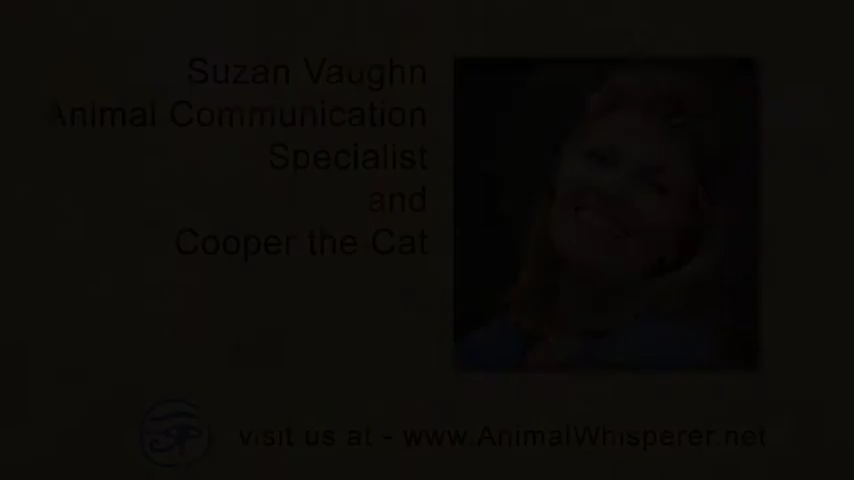 Suzan Vaughn
Animal Communication
Specialist
and
Cooper the Cat
visit us at - www.AnimalWhisperer.net